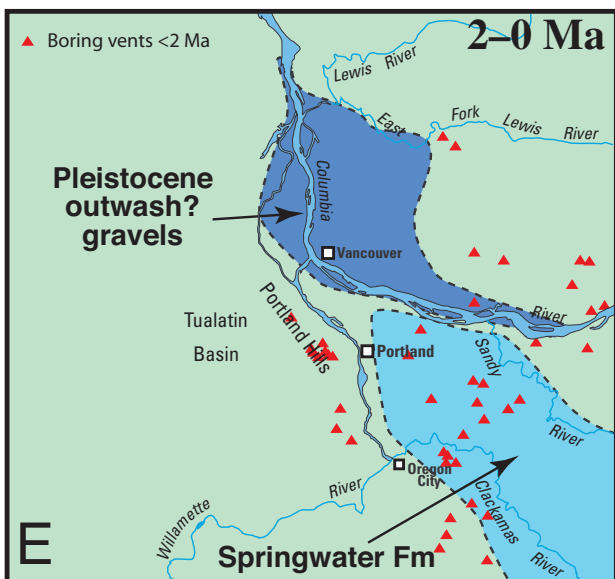 2–0 Ma
Boring vents <2 Ma
Lewis River
East Fork Lewis River
Pleistocene
outwash?
gravels
Columbia
Vancouver
River
Tualatin
Basin
Portland Hills
Portland
Sandy
River
Oregon
City
Willamette
River
Clackamas
River
Springwater Fm
E